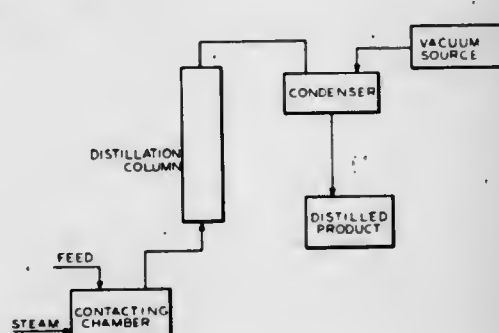 VACUUM
SOURCE
CONDENSER
DISTILLATION
COLUMN
DISTILLED
PRODUCT
FEED
STEAM
CONTACTING
CHAMBER